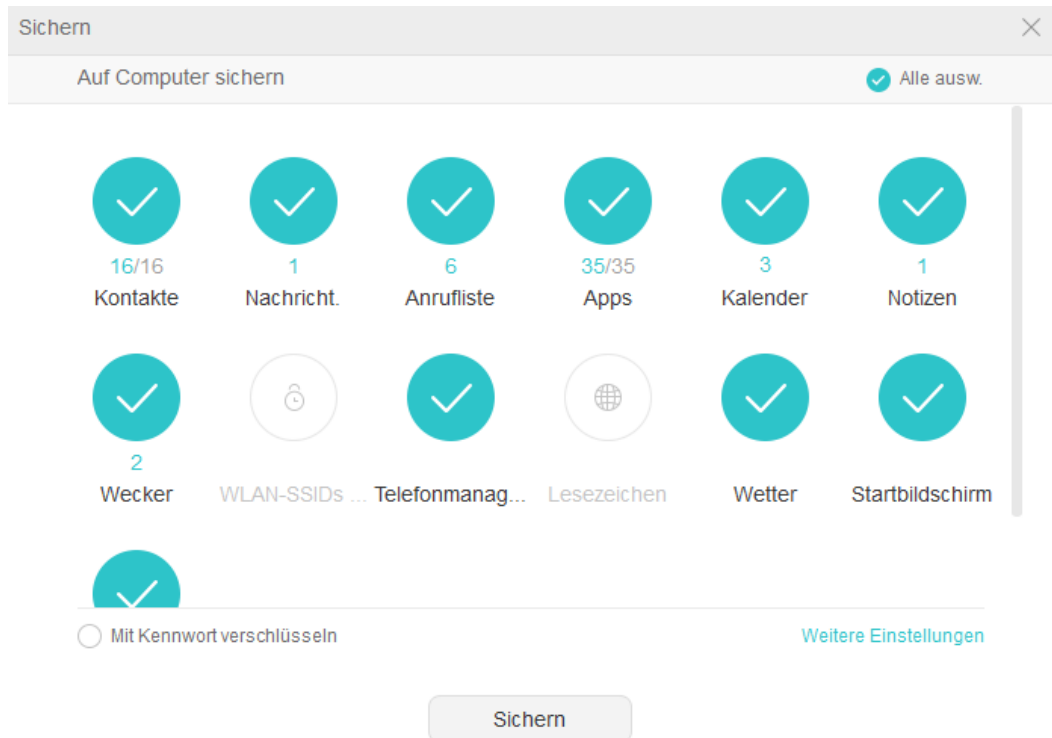 Sichern
Auf Computer sichern
Alle ausw.
16/16 1 6 35/35 3 1
Kontakte Nachricht. Anrufliste Apps Kalender Notizen
2
Wecker WLAN-SSIDs ... Telefonmanag... Lesezeichen Wetter Startbildschirm
Mit Kennwort verschlüsseln
Weitere Einstellungen
Sichern